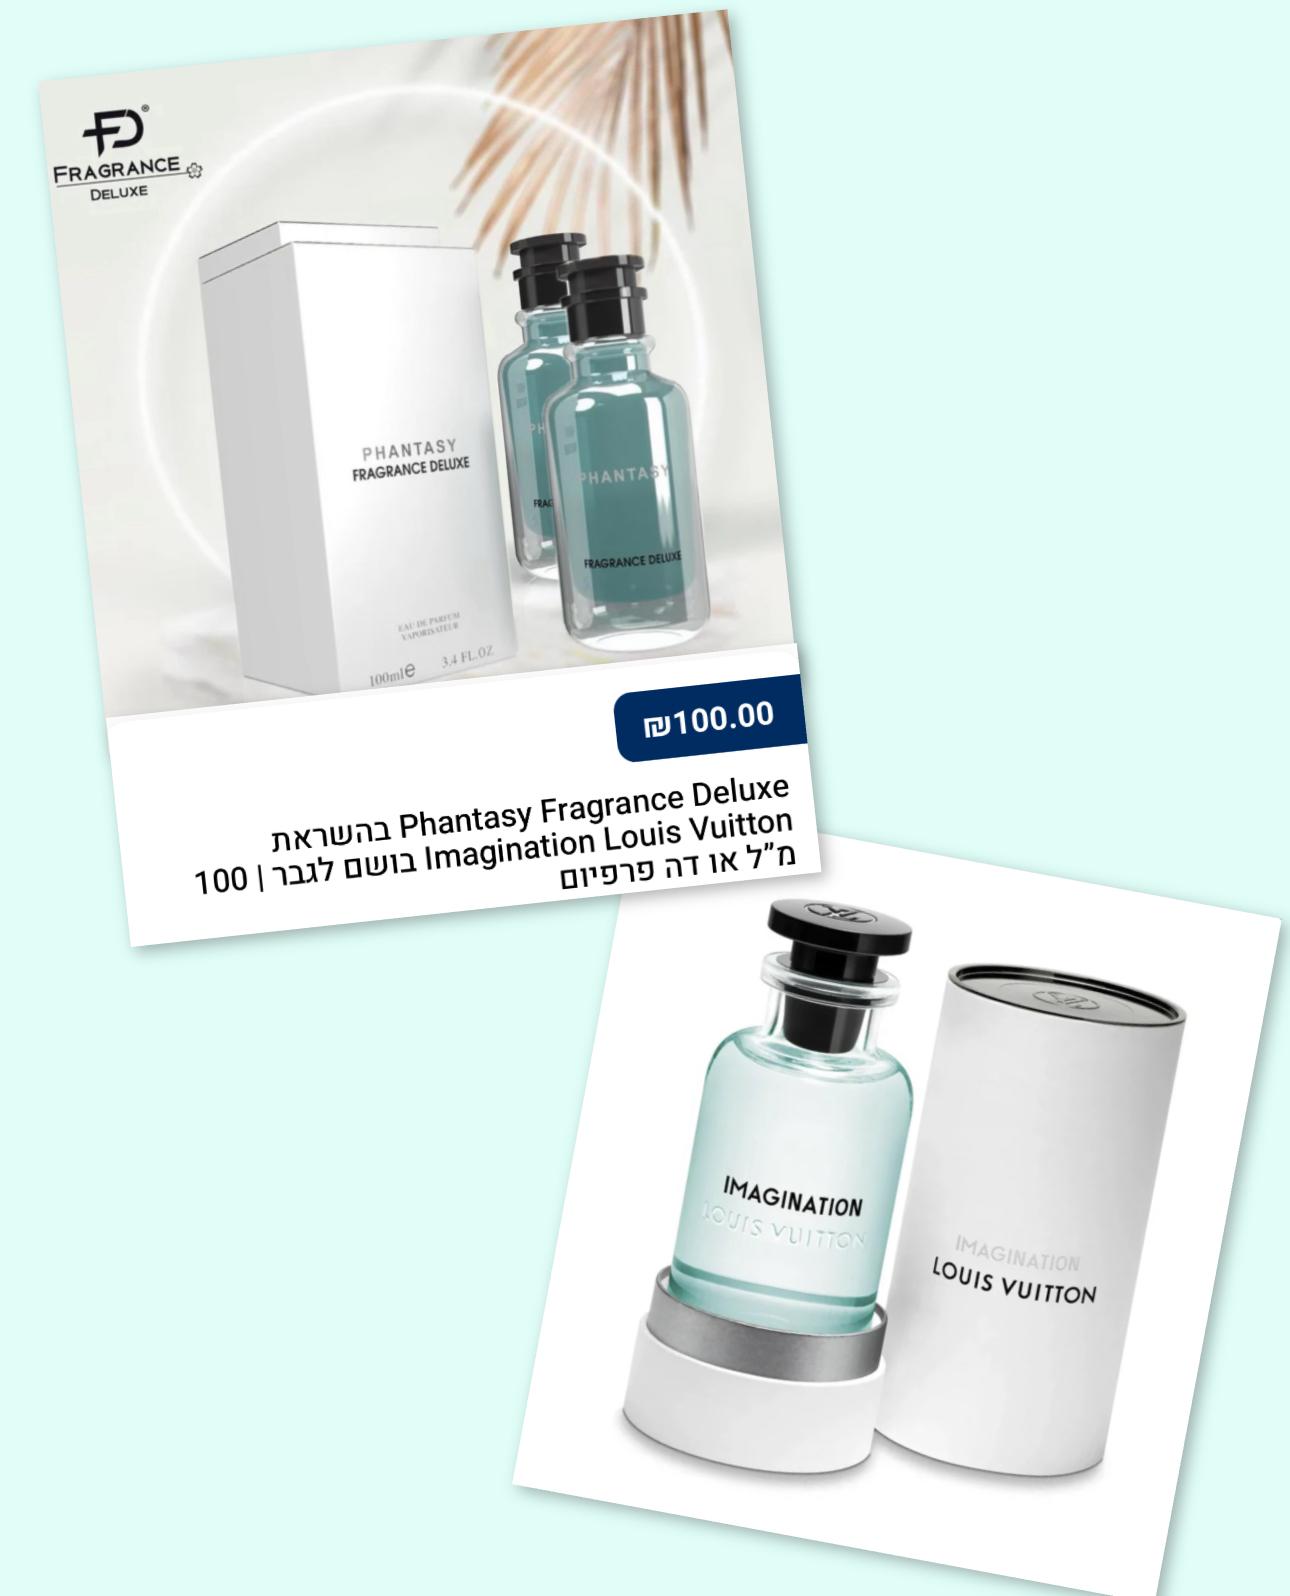 FD®
FRAGRANCE
DELUXE
PHANTASY
FRAGRANCE DELUXE
EAU DE PARFUM
VAPORISATEUR
100ml℮ 3.4 FL.OZ
PH
FRAG
PHANTASY
FRAGRANCE DELUXE
₪100.00
Phantasy Fragrance Deluxe בהשראת
Imagination Louis Vuitton בושם לגבר | 100
מ”ל או דה פרפיום
IMAGINATION
LOUIS VUITTON
IMAGINATION
LOUIS VUITTON